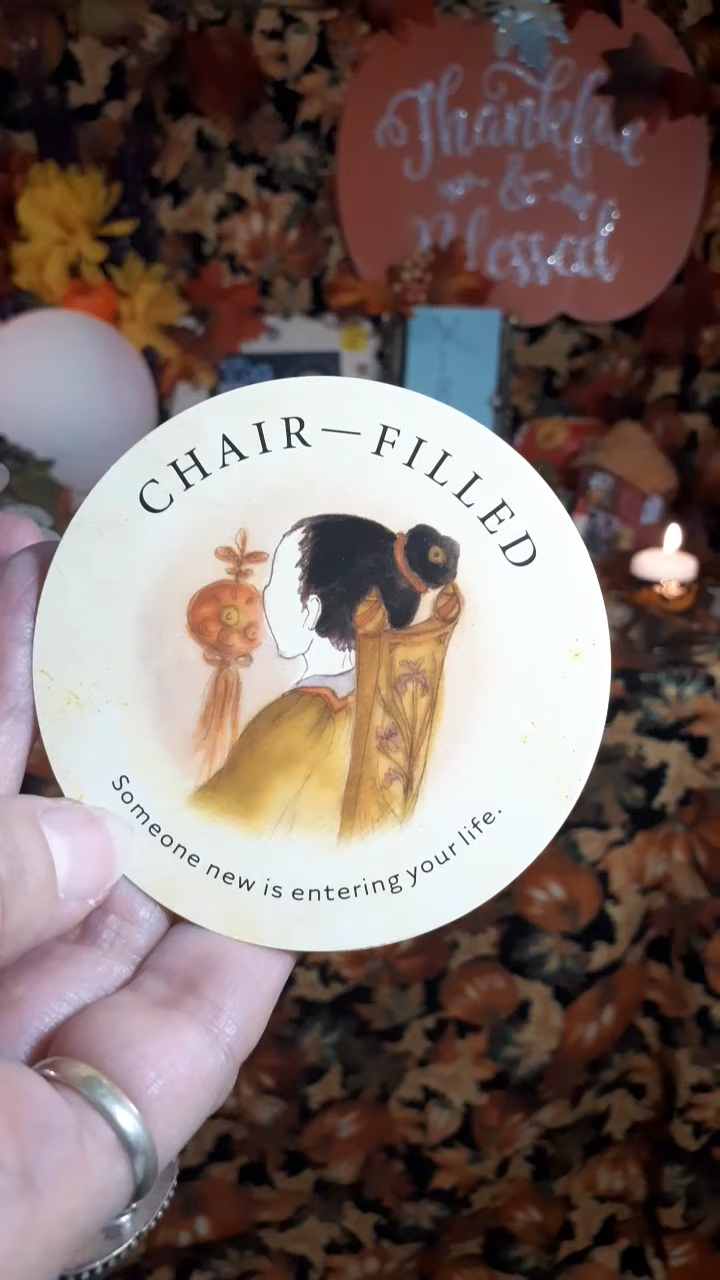 Thankful
&
Blessed
CHAIR—FILLED
Someone new is entering your life.